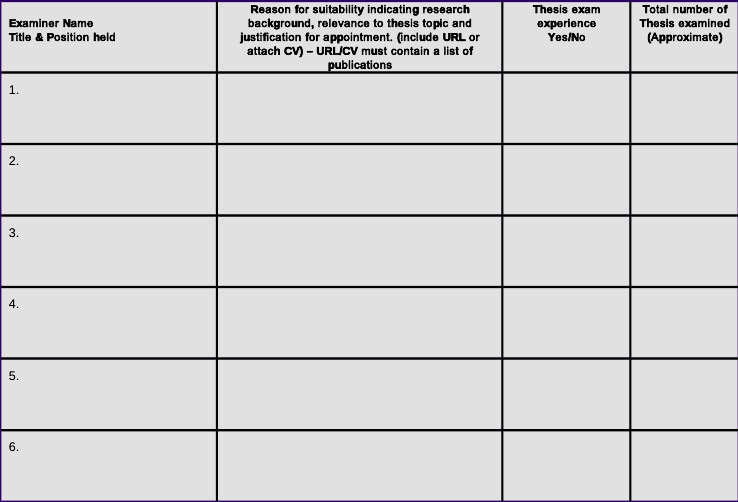 Examiner Name
Title & Position held
Reason for suitability indicating research
background, relevance to thesis topic and
justification for appointment. (include URL or
attach CV) – URL/CV must contain a list of
publications
Thesis exam
experience
Yes/No
Total number of
Thesis examined
(Approximate)
1.
2.
3.
4.
5.
6.